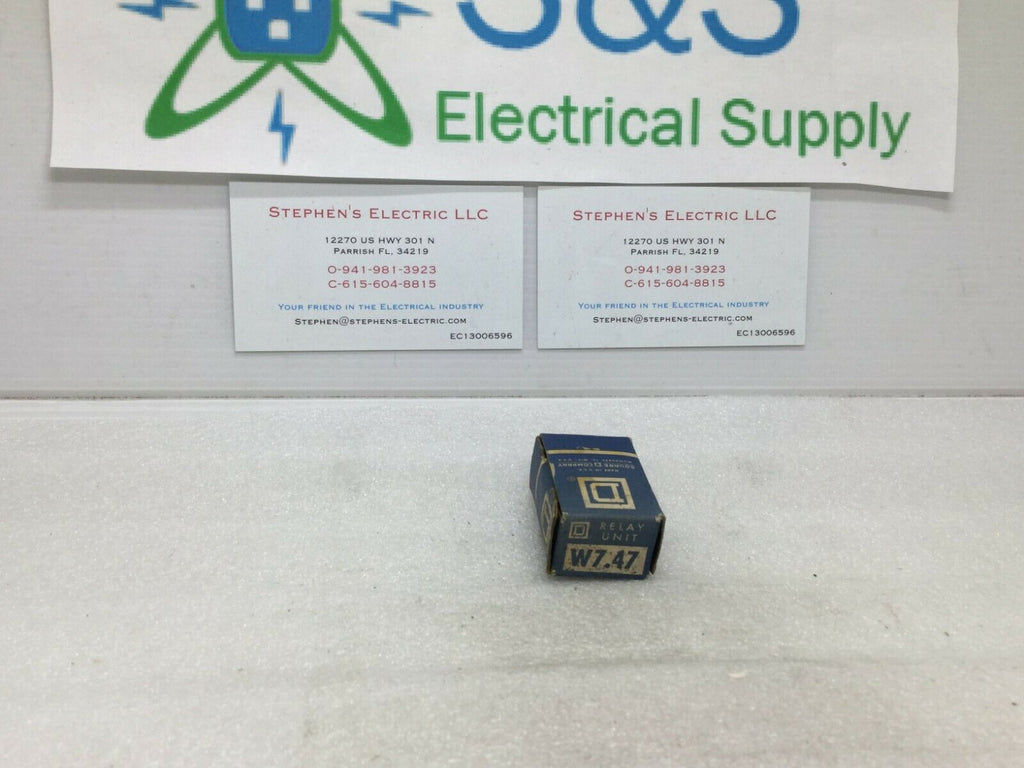 S&S
Electrical Supply
Stephen's Electric LLC
12270 US HWY 301 N
Parrish Fl, 34219
O-941-981-3923
C-615-604-8815
Your friend in the Electrical industry
Stephen@stephens-electric.com
EC13006596
Stephen's Electric LLC
12270 US HWY 301 N
Parrish Fl, 34219
O-941-981-3923
C-615-604-8815
Your friend in the Electrical industry
Stephen@stephens-electric.com
EC13006596
SQUARE D COMPANY
MADE IN U.S.A.
D
D RELAY
UNIT
W7.47